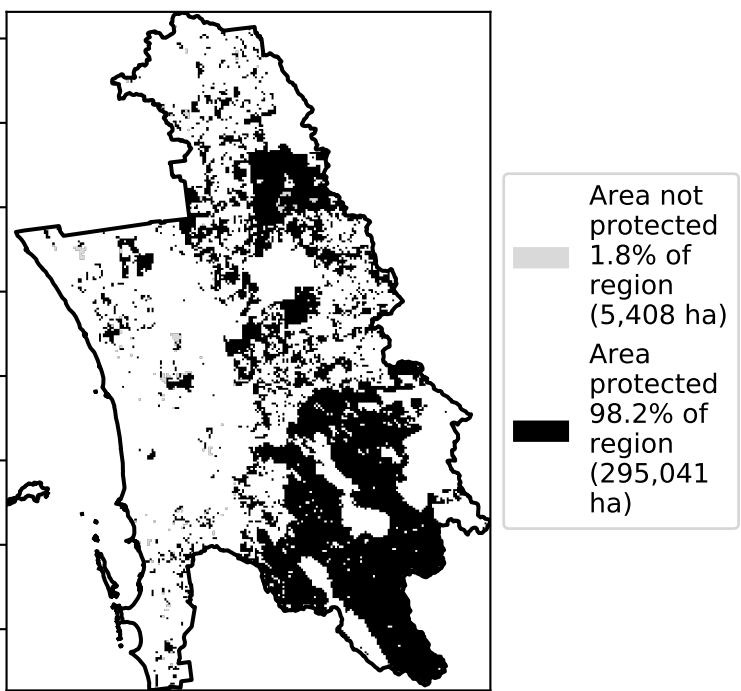 Area not
protected
1.8% of
region
(5,408 ha)
Area
protected
98.2% of
region
(295,041
ha)